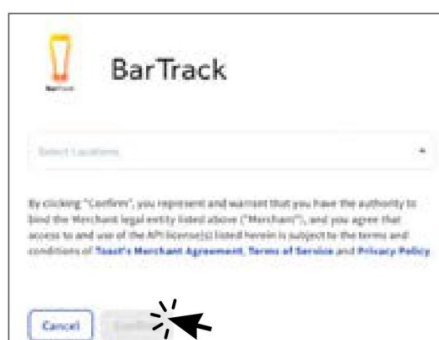 BarTrack
BarTrack
Select Locations
By clicking "Confirm", you represent and warrant that you have the authority to
bind the Merchant legal entity listed above ("Merchant"), and you agree that
access to and use of the API license(s) listed herein is subject to the terms and
conditions of Toast's Merchant Agreement, Terms of Service and Privacy Policy
Cancel